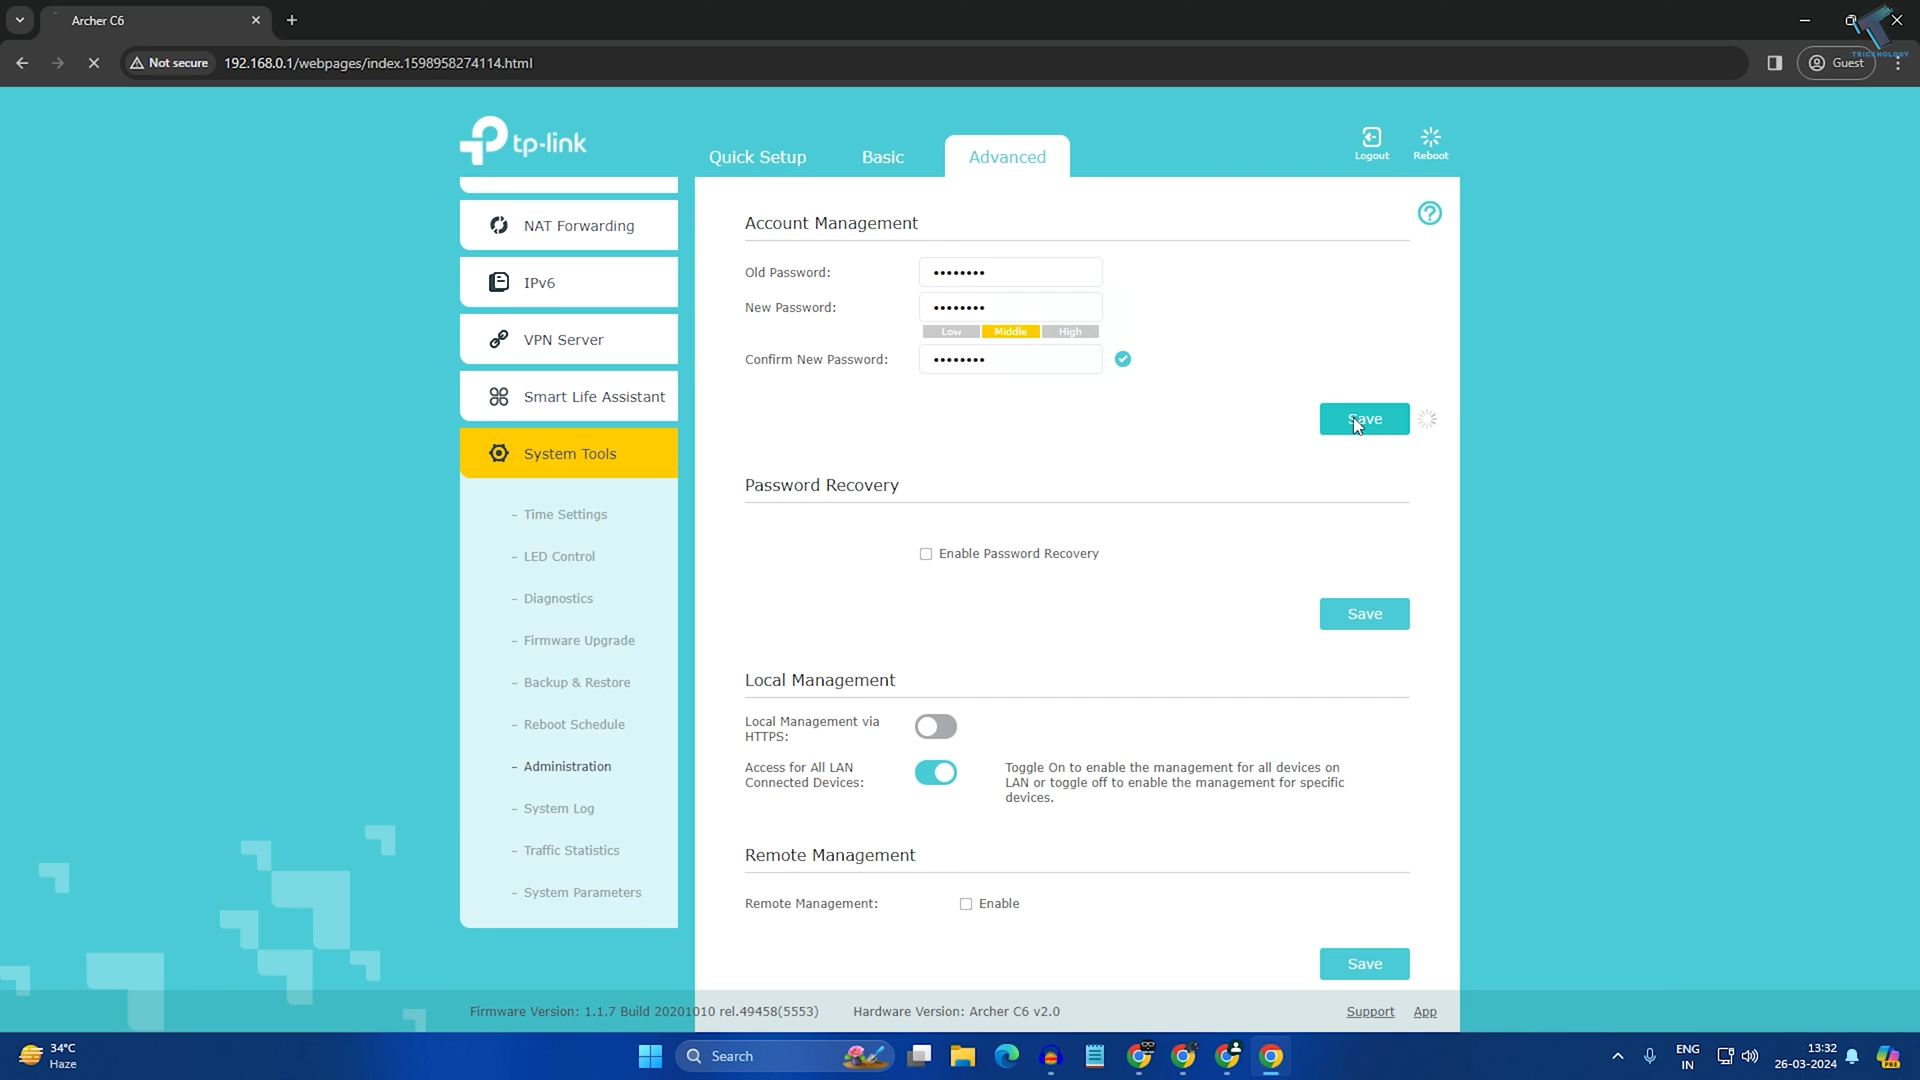 Archer C6
TRICKNOLOGY
Not secure
192.168.0.1/webpages/index.1598958274114.html
Guest
tp-link
Quick Setup
Basic
Advanced
Logout
Reboot
NAT Forwarding
IPv6
VPN Server
Smart Life Assistant
System Tools
- Time Settings
- LED Control
- Diagnostics
- Firmware Upgrade
- Backup & Restore
- Reboot Schedule
- Administration
- System Log
- Traffic Statistics
- System Parameters
Account Management
Old Password: ••••••••
New Password: ••••••••
Low Middle High
Confirm New Password: ••••••••
Save
Password Recovery
Enable Password Recovery
Save
Local Management
Local Management via
HTTPS:
Access for All LAN
Connected Devices:
Toggle On to enable the management for all devices on
LAN or toggle off to enable the management for specific
devices.
Remote Management
Remote Management: Enable
Save
Firmware Version: 1.1.7 Build 20201010 rel.49458(5553) Hardware Version: Archer C6 v2.0 Support App
34°C
Haze
Search
ENG
IN
13:32
26-03-2024
PRE